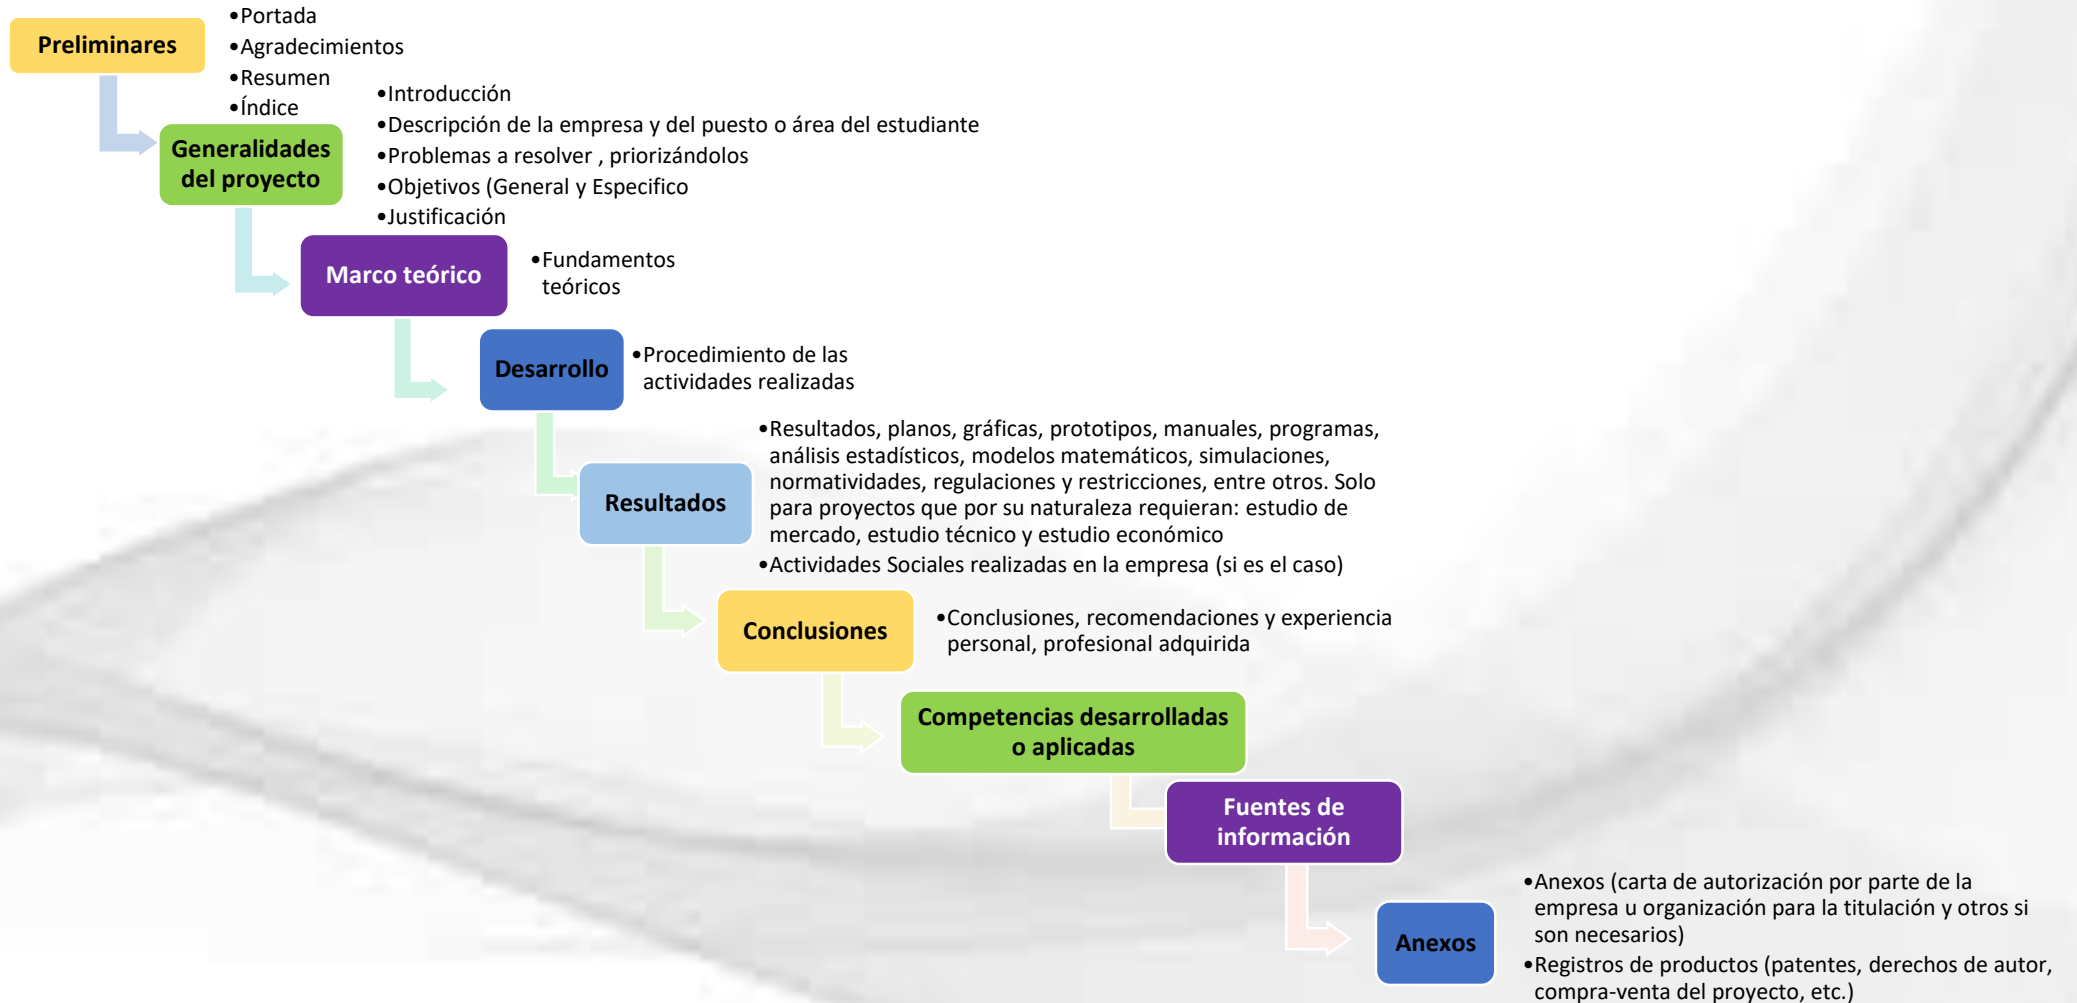 Preliminares
•Portada
•Agradecimientos
•Resumen
•Índice
Generalidades
del proyecto
•Introducción
•Descripción de la empresa y del puesto o área del estudiante
•Problemas a resolver , priorizándolos
•Objetivos (General y Especifico
•Justificación
Marco teórico
•Fundamentos
teóricos
Desarrollo
•Procedimiento de las
actividades realizadas
Resultados
•Resultados, planos, gráficas, prototipos, manuales, programas,
análisis estadísticos, modelos matemáticos, simulaciones,
normatividades, regulaciones y restricciones, entre otros. Solo
para proyectos que por su naturaleza requieran: estudio de
mercado, estudio técnico y estudio económico
•Actividades Sociales realizadas en la empresa (si es el caso)
Conclusiones
•Conclusiones, recomendaciones y experiencia
personal, profesional adquirida
Competencias desarrolladas
o aplicadas
Fuentes de
información
Anexos
•Anexos (carta de autorización por parte de la
empresa u organización para la titulación y otros si
son necesarios)
•Registros de productos (patentes, derechos de autor,
compra-venta del proyecto, etc.)